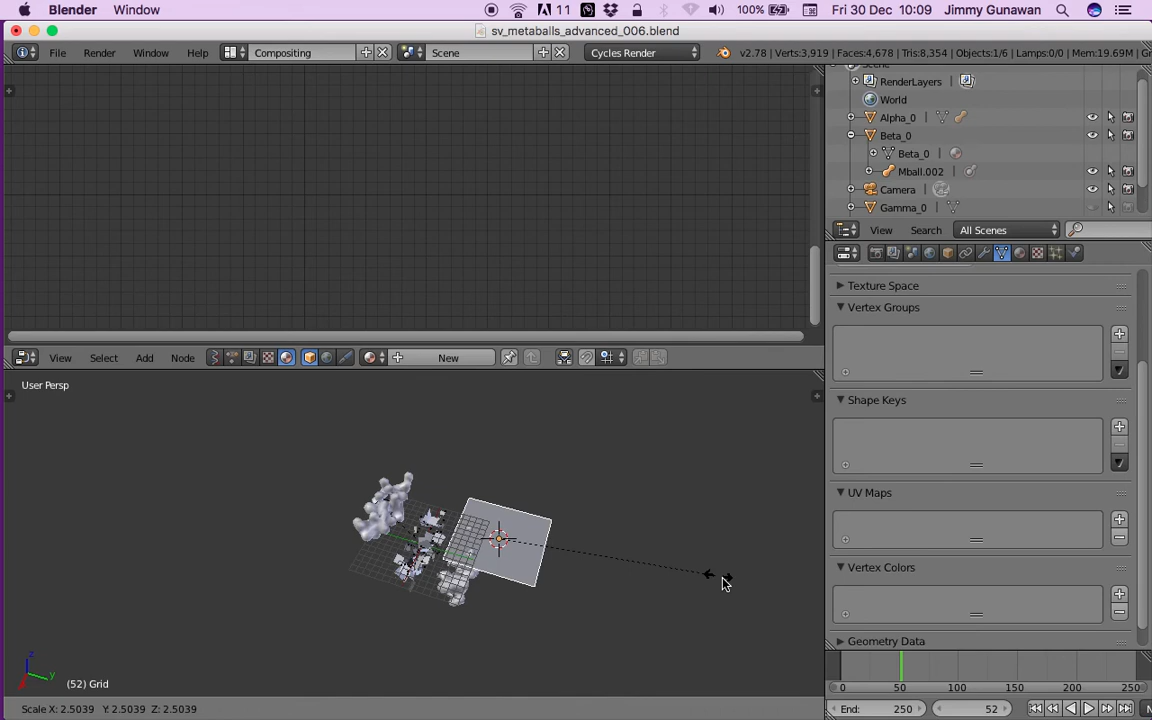 Blender Window 11 100% Fri 30 Dec 10:09 Jimmy Gunawan
sv_metaballs_advanced_006.blend
File Render Window Help Compositing Scene Cycles Render v2.78 | Verts:3,919 | Faces:4,678 | Tris:8,354 | Objects:1/6 | Lamps:0/0 | Mem:19.69M | Gr
RenderLayers
World
Alpha_0
Beta_0
Beta_0
Mball.002
Camera
Gamma_0
View Search All Scenes
Texture Space
Vertex Groups
Shape Keys
UV Maps
Vertex Colors
Geometry Data
View Select Add Node New
User Persp
(52) Grid
z
y
0 50 100 150 200 250
Scale X: 2.5039 Y: 2.5039 Z: 2.5039
End: 250 52